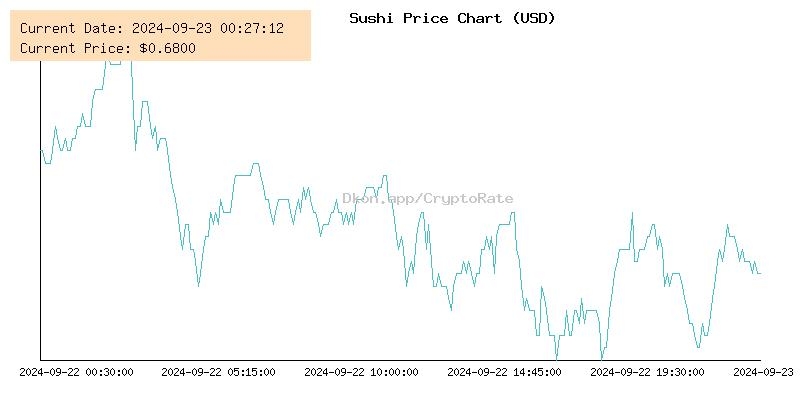 Sushi Price Chart (USD)
Current Date: 2024-09-23 00:27:12
Current Price: $0.6800
Dkon.app/CryptoRate
2024-09-22 00:30:00 2024-09-22 05:15:00 2024-09-22 10:00:00 2024-09-22 14:45:00 2024-09-22 19:30:00 2024-09-23